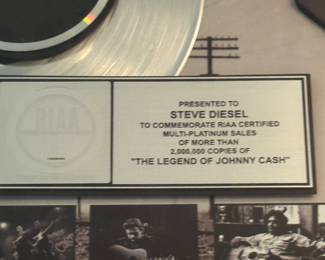 RIAA
PRESENTED TO
STEVE DIESEL
TO COMMEMORATE RIAA CERTIFIED
MULTI-PLATINUM SALES
OF MORE THAN
2,000,000 COPIES OF
"THE LEGEND OF JOHNNY CASH"